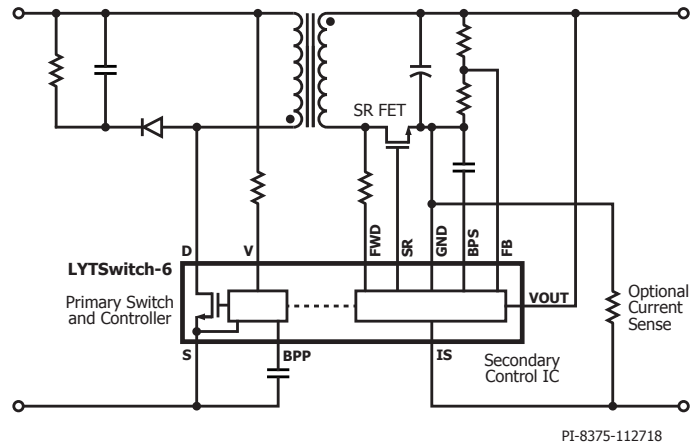 SR FET
D
V
FWD
SR
GND
BPS
FB
LYTSwitch-6
Primary Switch
and Controller
VOUT
Optional
Current
Sense
S
BPP
IS
Secondary
Control IC
PI-8375-112718